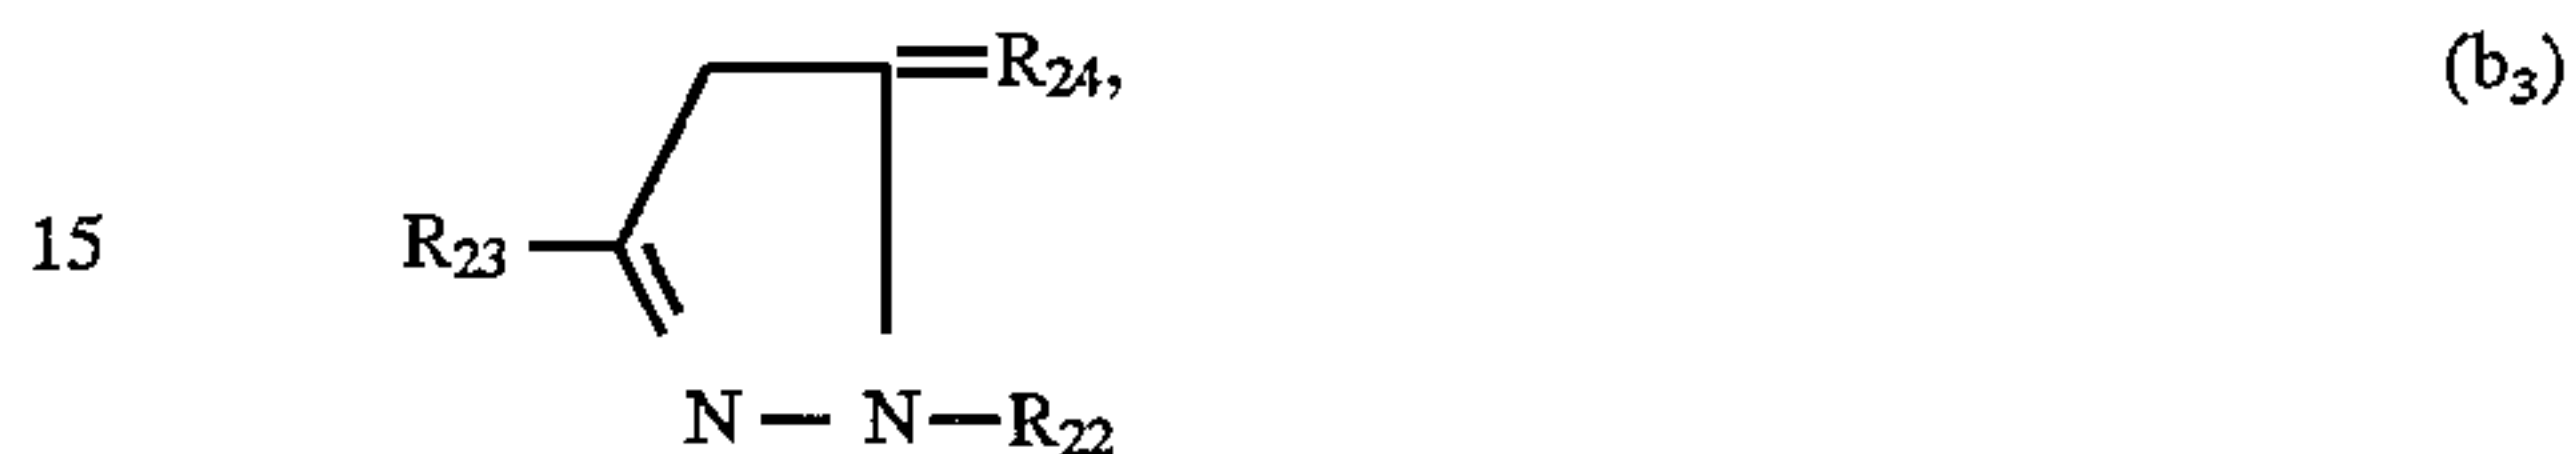 =R₂₄, (b₃)
15 R₂₃
N — N — R₂₂